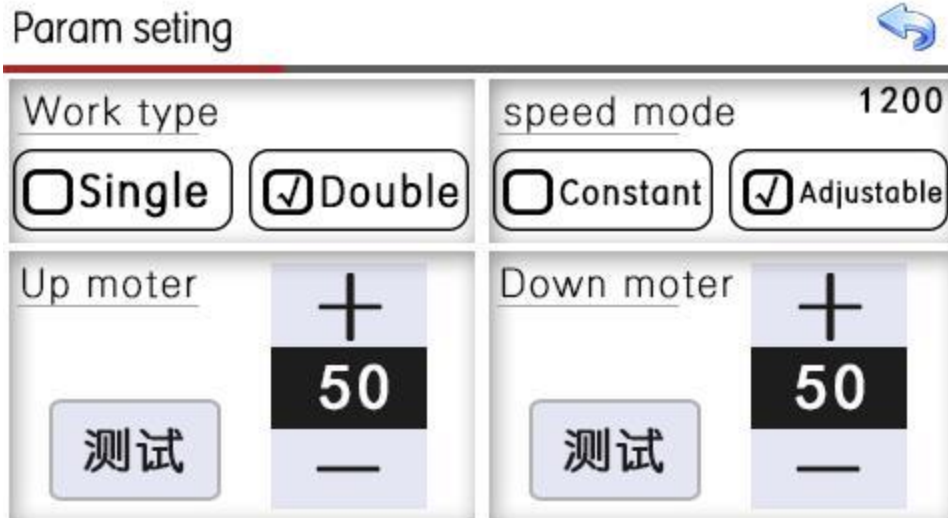 Param seting
Work type
Single
Double
speed mode
1200
Constant
Adjustable
Up moter
+
50
—
测试
Down moter
+
50
—
测试